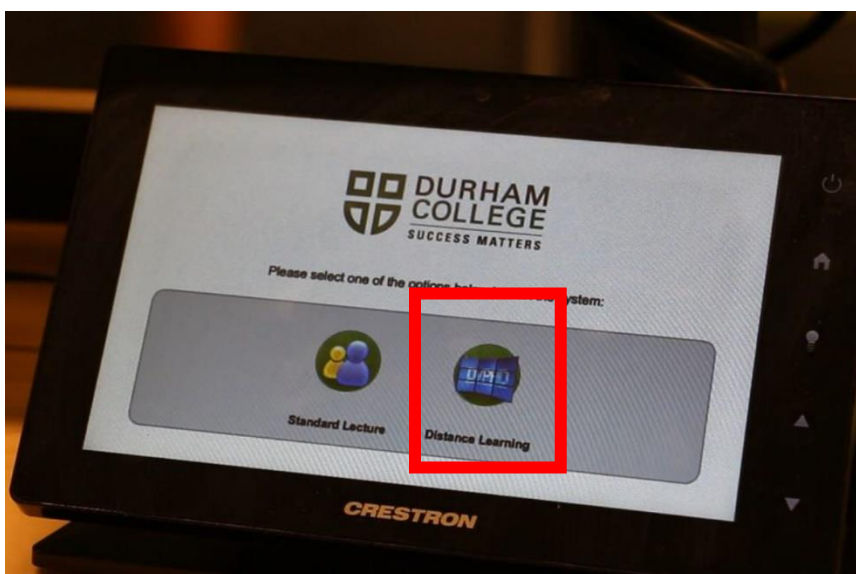 DURHAM
COLLEGE
SUCCESS MATTERS
Please select one of the options system:
Standard Lecture
Distance Learning
CRESTRON